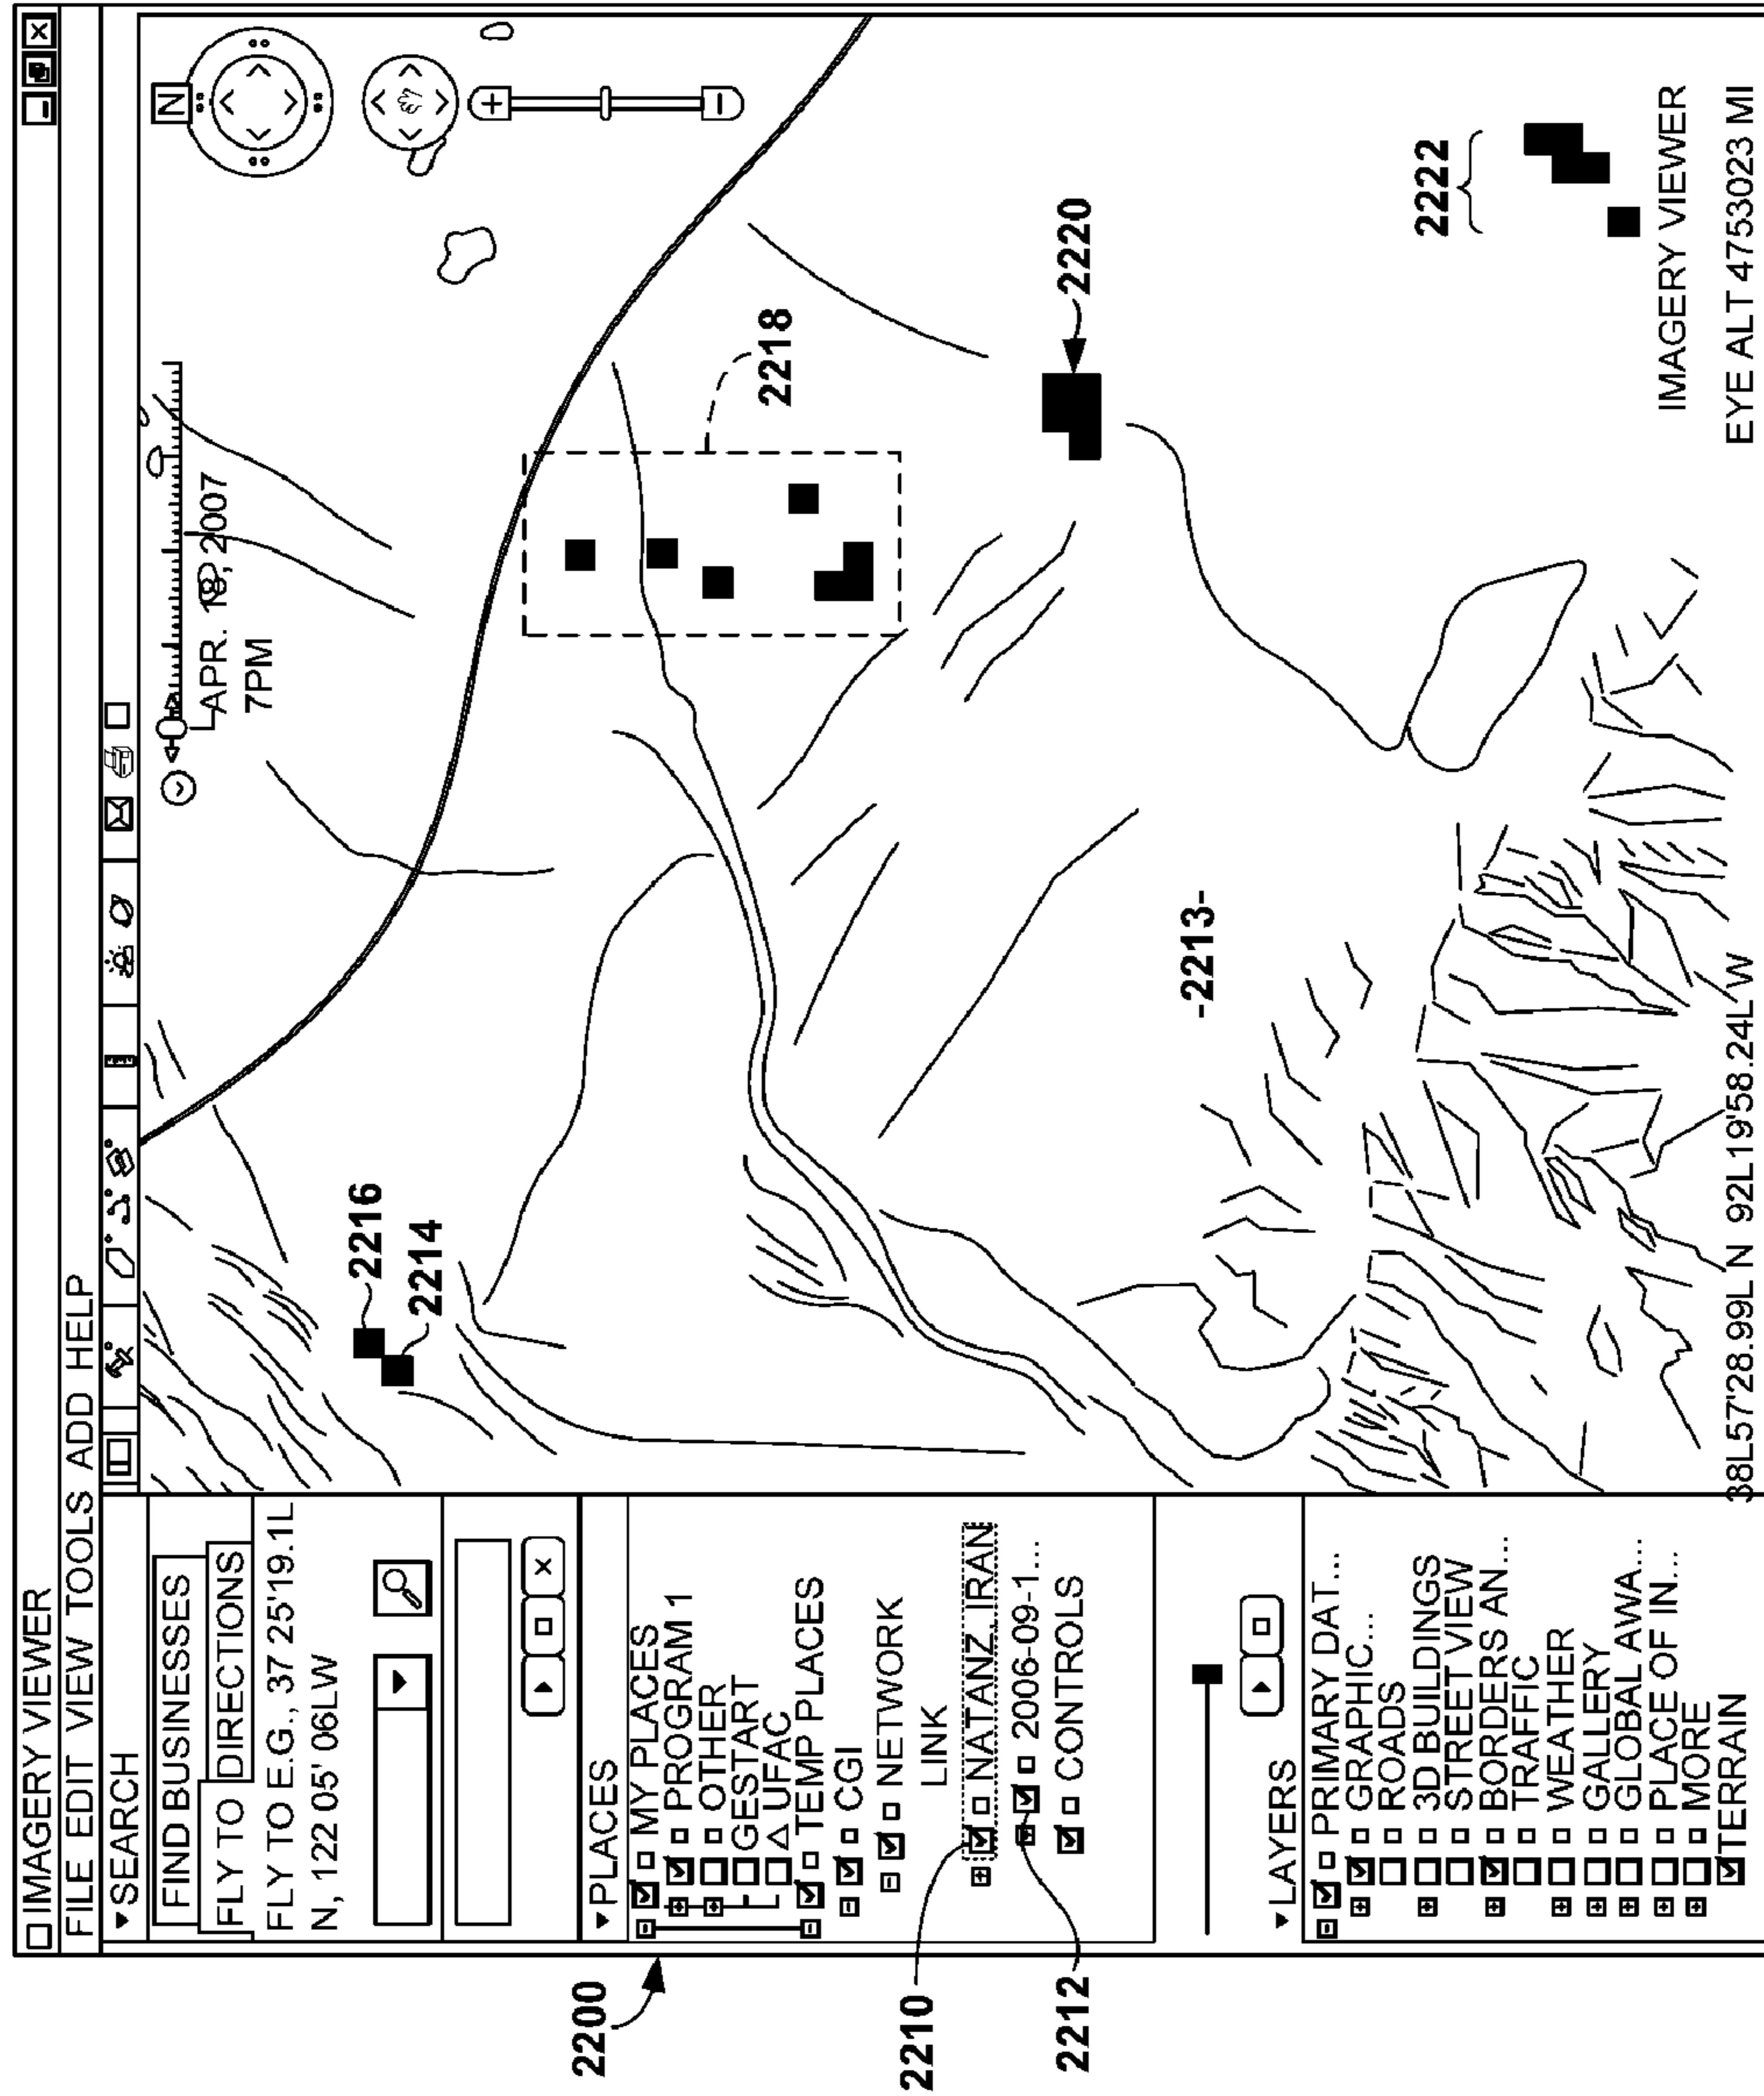 IMAGERY VIEWER
FILE EDIT VIEW TOOLS ADD HELP
SEARCH
FIND BUSINESSES
FLY TO DIRECTIONS
FLY TO E.G., 37 25'19.1L
N, 122 05' 06LW
PLACES
MY PLACES
PROGRAM 1
OTHER
GESTART
UFAC
TEMP PLACES
CGI
NETWORK
LINK
NATANZ, IRAN
2006-09-1...
CONTROLS
LAYERS
PRIMARY DAT...
GRAPHIC...
ROADS
3D BUILDINGS
STREET VIEW
BORDERS AN...
TRAFFIC
WEATHER
GALLERY
GLOBAL AWA...
PLACE OF IN...
MORE
TERRAIN
2200
2210
2212
APR. 18, 2007
7PM
N
2216
2214
2218
2220
-2213-
2222
IMAGERY VIEWER
38L57'28.99L N 92L19'58.24L W
EYE ALT 4753023 MI